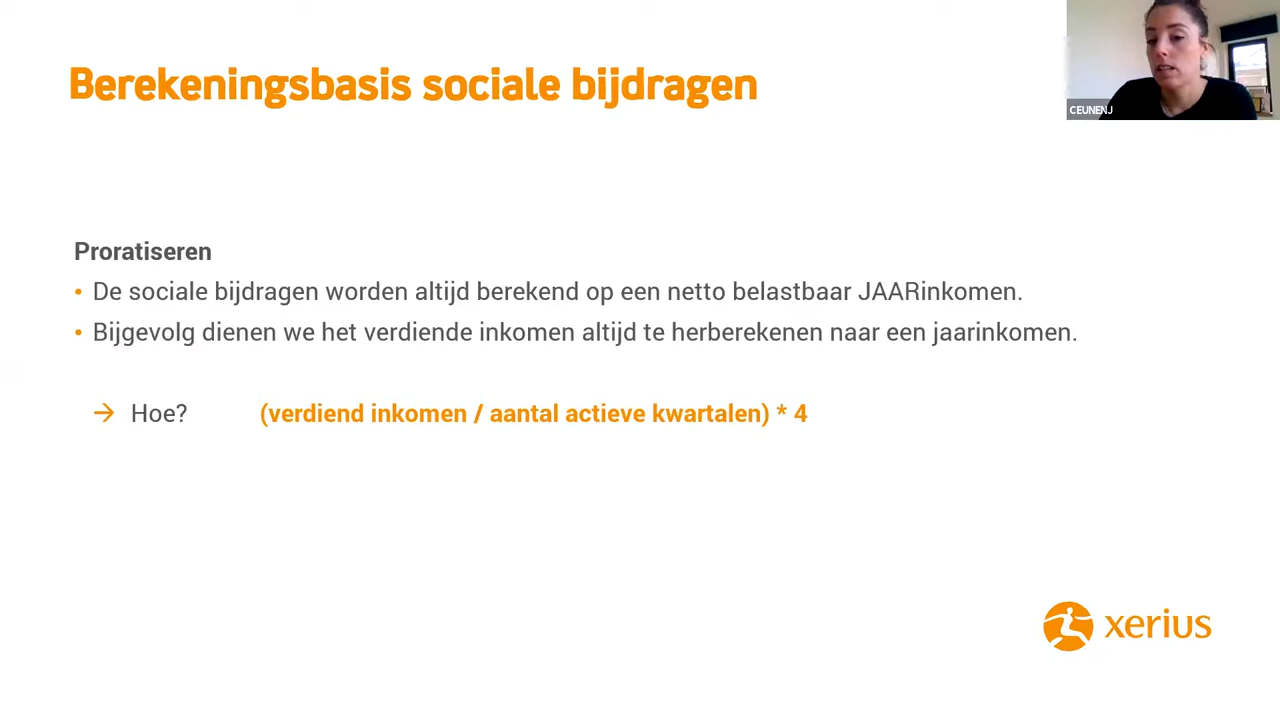 Berekeningsbasis sociale bijdragen
CEUNENJ
Proratiseren
• De sociale bijdragen worden altijd berekend op een netto belastbaar JAARinkomen.
• Bijgevolg dienen we het verdiende inkomen altijd te herberekenen naar een jaarinkomen.
→ Hoe? (verdiend inkomen / aantal actieve kwartalen) * 4
xerius